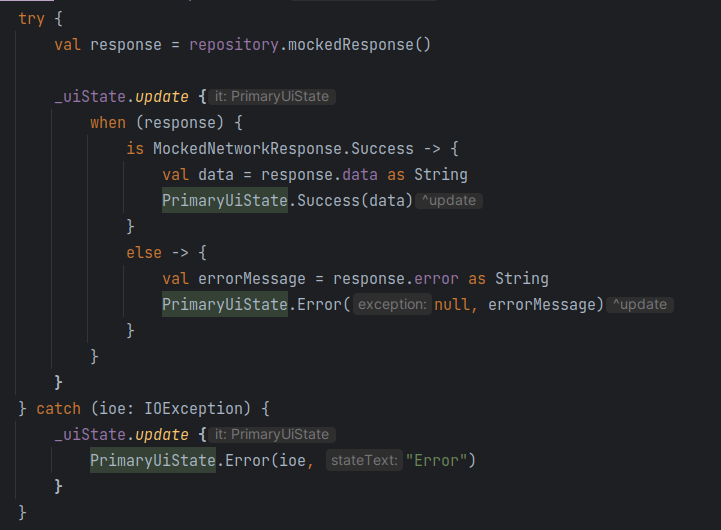 try {
    val response = repository.mockedResponse()

    _uiState.update { it: PrimaryUiState
        when (response) {
            is MockedNetworkResponse.Success -> {
                val data = response.data as String
                PrimaryUiState.Success(data) ^update
            }
            else -> {
                val errorMessage = response.error as String
                PrimaryUiState.Error( exception: null, errorMessage) ^update
            }
        }
    }
} catch (ioe: IOException) {
    _uiState.update { it: PrimaryUiState
        PrimaryUiState.Error(ioe, stateText: "Error")
    }
}